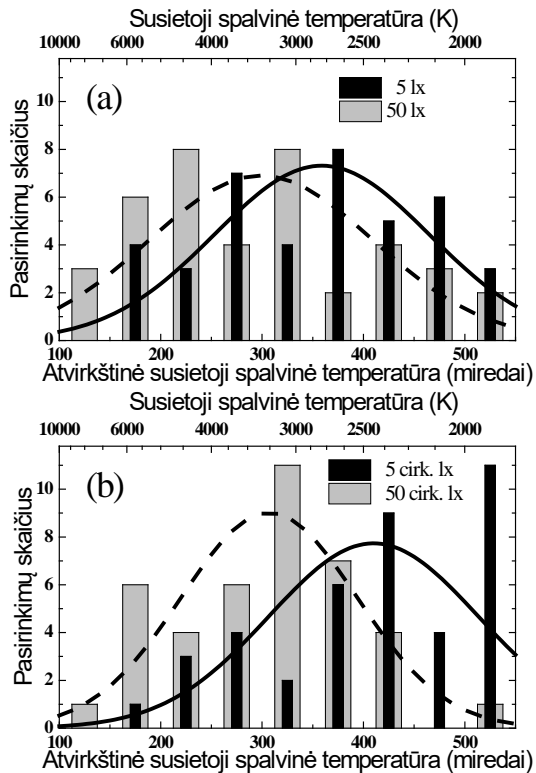 Susietoji spalvinė temperatūra (K)
10000 6000 4000 3000 2500 2000
(a)
5 lx
50 lx
Pasirinkimų skaičius
10
8
6
4
2
0
100 200 300 400 500
Atvirkštinė susietoji spalvinė temperatūra (miredai)
Susietoji spalvinė temperatūra (K)
10000 6000 4000 3000 2500 2000
(b)
5 cirk. lx
50 cirk. lx
Pasirinkimų skaičius
10
8
6
4
2
0
100 200 300 400 500
Atvirkštinė susietoji spalvinė temperatūra (miredai)